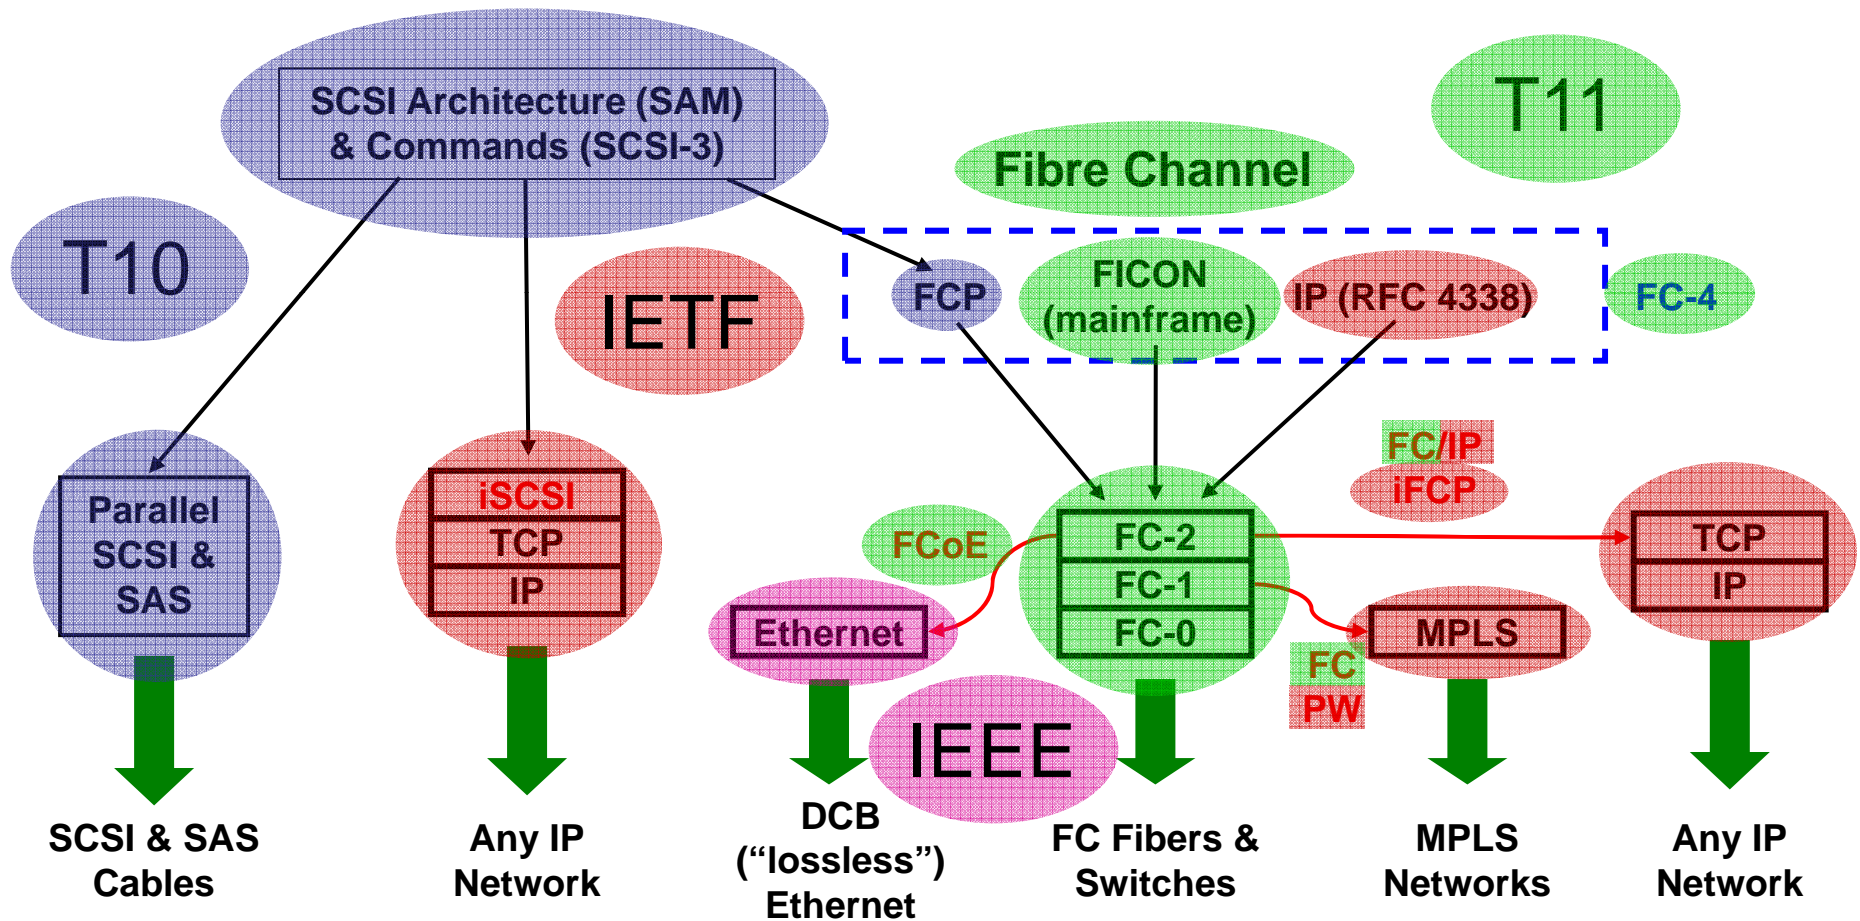 SCSI Architecture (SAM)
& Commands (SCSI-3)
T11
Fibre Channel
T10
IETF
FCP
FICON
(mainframe)
IP (RFC 4338)
FC-4
Parallel
SCSI &
SAS
iSCSI
TCP
IP
FCoE
Ethernet
FC-2
FC-1
FC-0
FC/IP
iFCP
FC
PW
MPLS
TCP
IP
IEEE
SCSI & SAS
Cables
Any IP
Network
DCB
(“lossless”)
Ethernet
FC Fibers &
Switches
MPLS
Networks
Any IP
Network